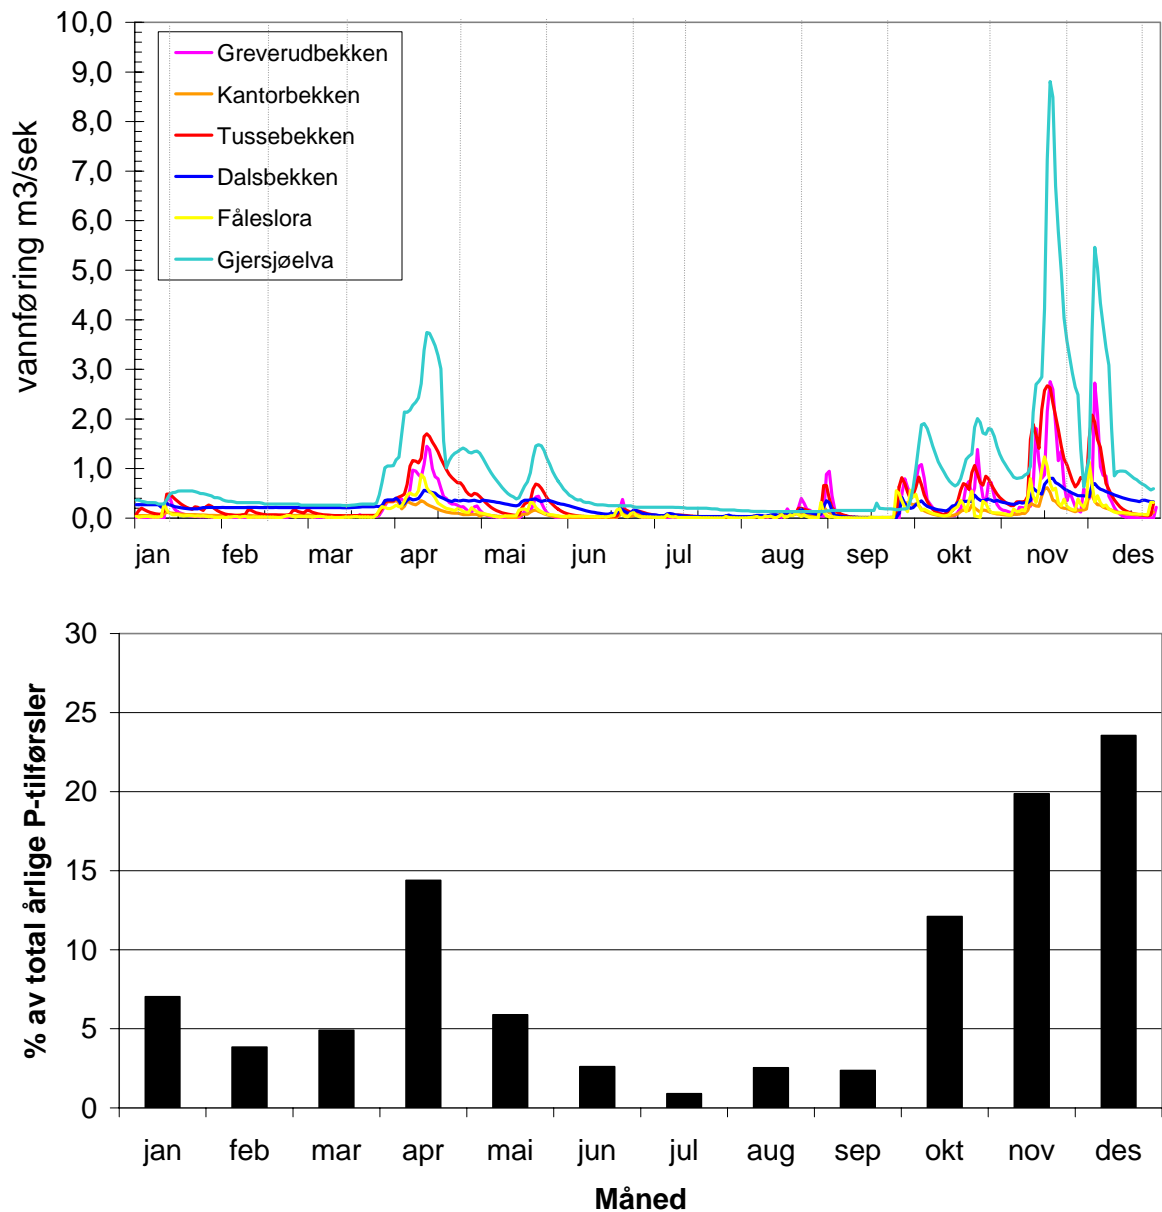 10,0
9,0
8,0
7,0
6,0
5,0
4,0
3,0
2,0
1,0
0,0
vannføring m3/sek
Greverudbekken
Kantorbekken
Tussebekken
Dalsbekken
Fåleslora
Gjersjøelva
jan feb mar apr mai jun jul aug sep okt nov des
30
25
20
15
10
5
0
% av total årlige P-tilførsler
jan feb mar apr mai jun jul aug sep okt nov des
Måned